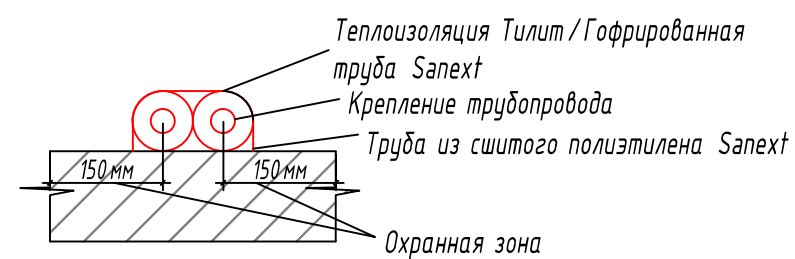 Теплоизоляция Тилит/Гофрированная
труба Sanext
Крепление трубопровода
Труба из сшитого полиэтилена Sanext
150мм 150мм
Охранная зона